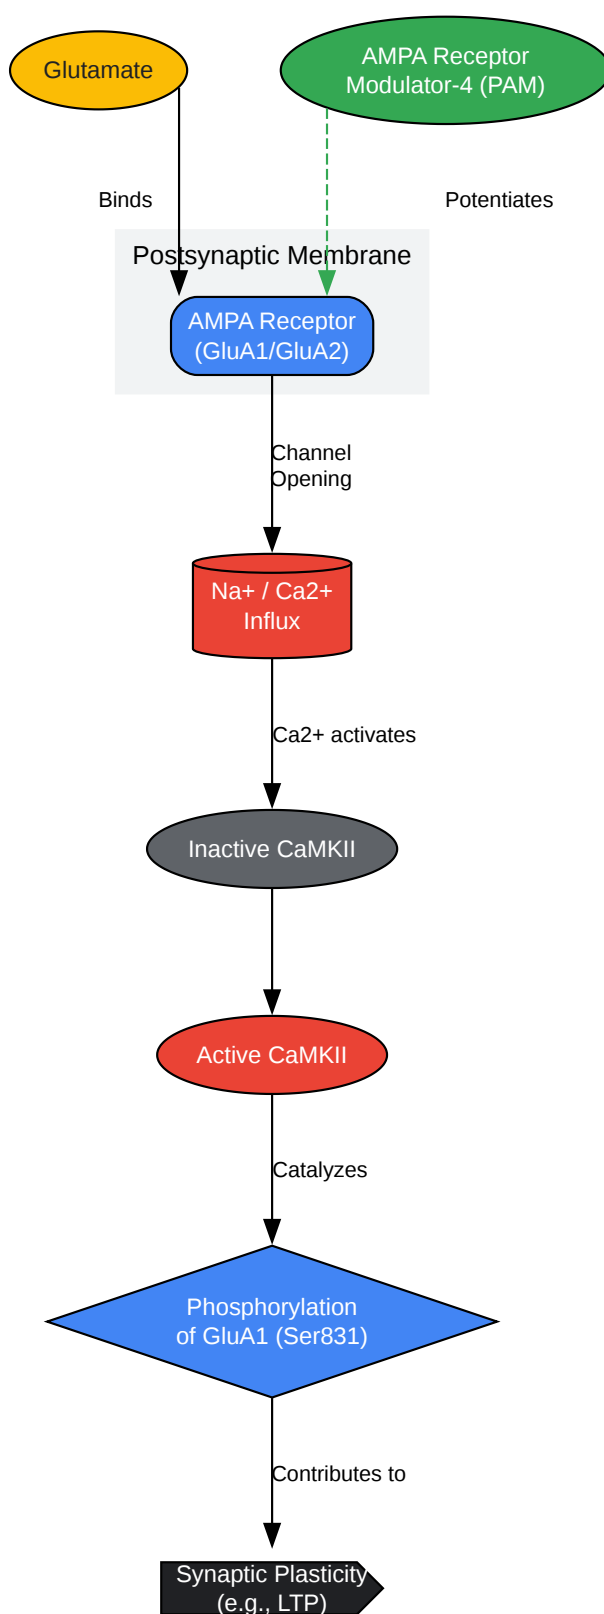 Glutamate
AMPA Receptor
Modulator-4 (PAM)
Binds
Potentiates
Postsynaptic Membrane
AMPA Receptor
(GluA1/GluA2)
Channel
Opening
Na+ / Ca2+
Influx
Ca2+ activates
Inactive CaMKII
Active CaMKII
Catalyzes
Phosphorylation
of GluA1 (Ser831)
Contributes to
Synaptic Plasticity
(e.g., LTP)